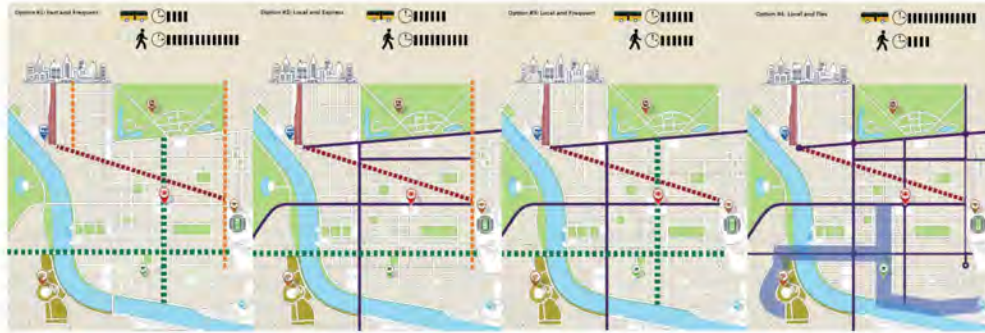 Option #1: Fast and Frequent
Option #2: Local and Express
Option #3: Local and Frequent
Option #4: Local and Flex